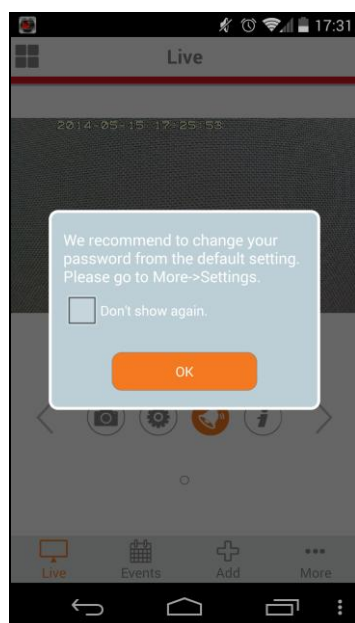 17:31
Live
2014-05-15 17:25:53
We recommend to change your
password from the default setting.
Please go to More->Settings.
Don't show again.
OK
i
Live
Events
Add
More